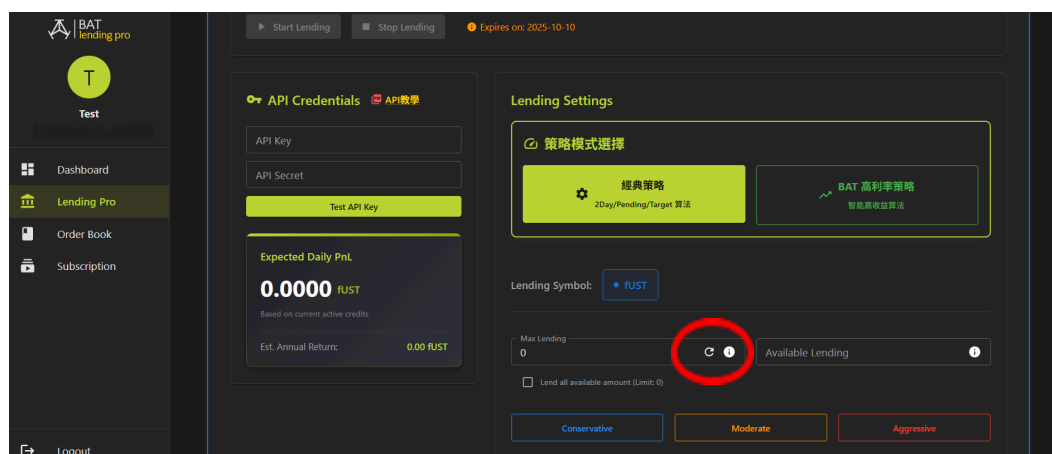 BAT
lending pro
T
Test
Dashboard
Lending Pro
Order Book
Subscription
Logout
Start Lending
Stop Lending
Expires on: 2025-10-10
API Credentials
API教學
API Key
API Secret
Test API Key
Expected Daily PnL
0.0000 fUST
Based on current active credits
Est. Annual Return: 0.00 fUST
Lending Settings
策略模式選擇
經典策略
2Day/Pending/Target 算法
BAT 高利率策略
智能高收益算法
Lending Symbol: fUST
Max Lending
0
Available Lending
Lend all available amount (Limit: 0)
Conservative
Moderate
Aggressive